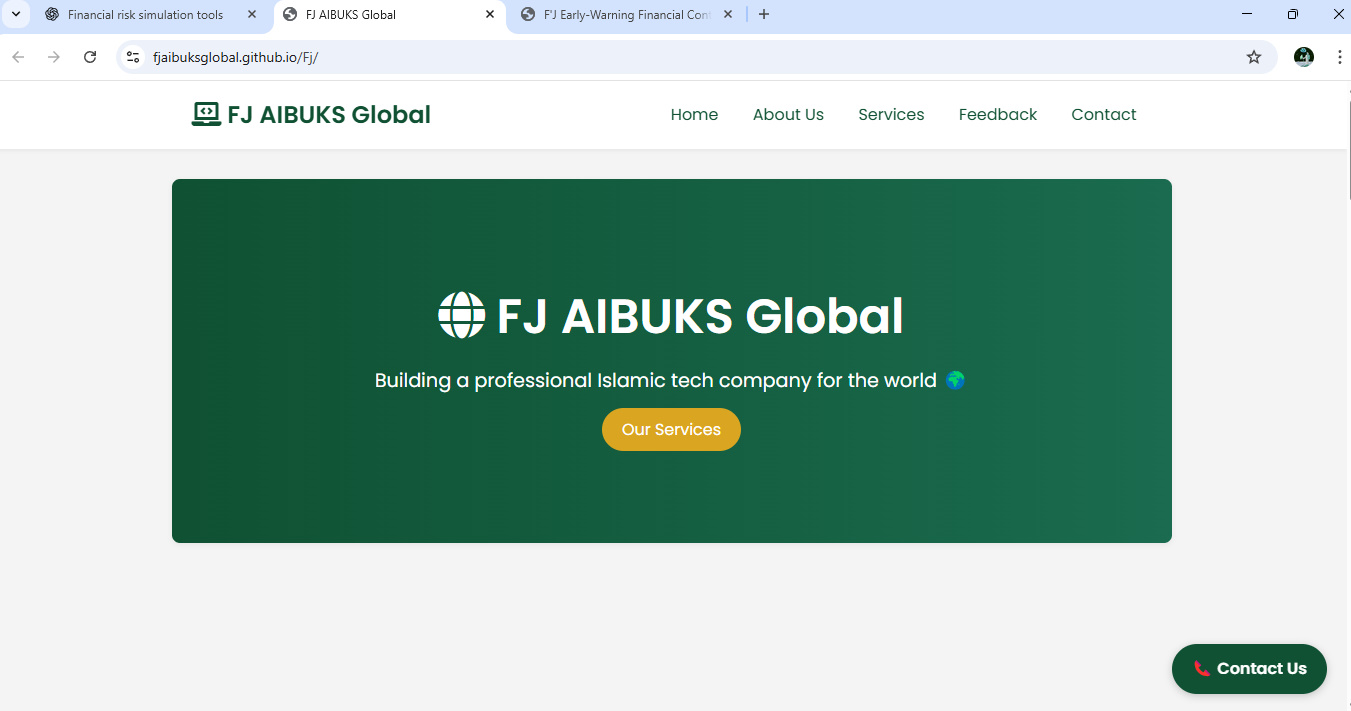 Financial risk simulation tools
FJ AIBUKS Global
F'J Early-Warning Financial Con
fjaibuksglobal.github.io/Fj/
FJ AIBUKS Global
Home
About Us
Services
Feedback
Contact
FJ AIBUKS Global
Building a professional Islamic tech company for the world 🌍
Our Services
📞 Contact Us